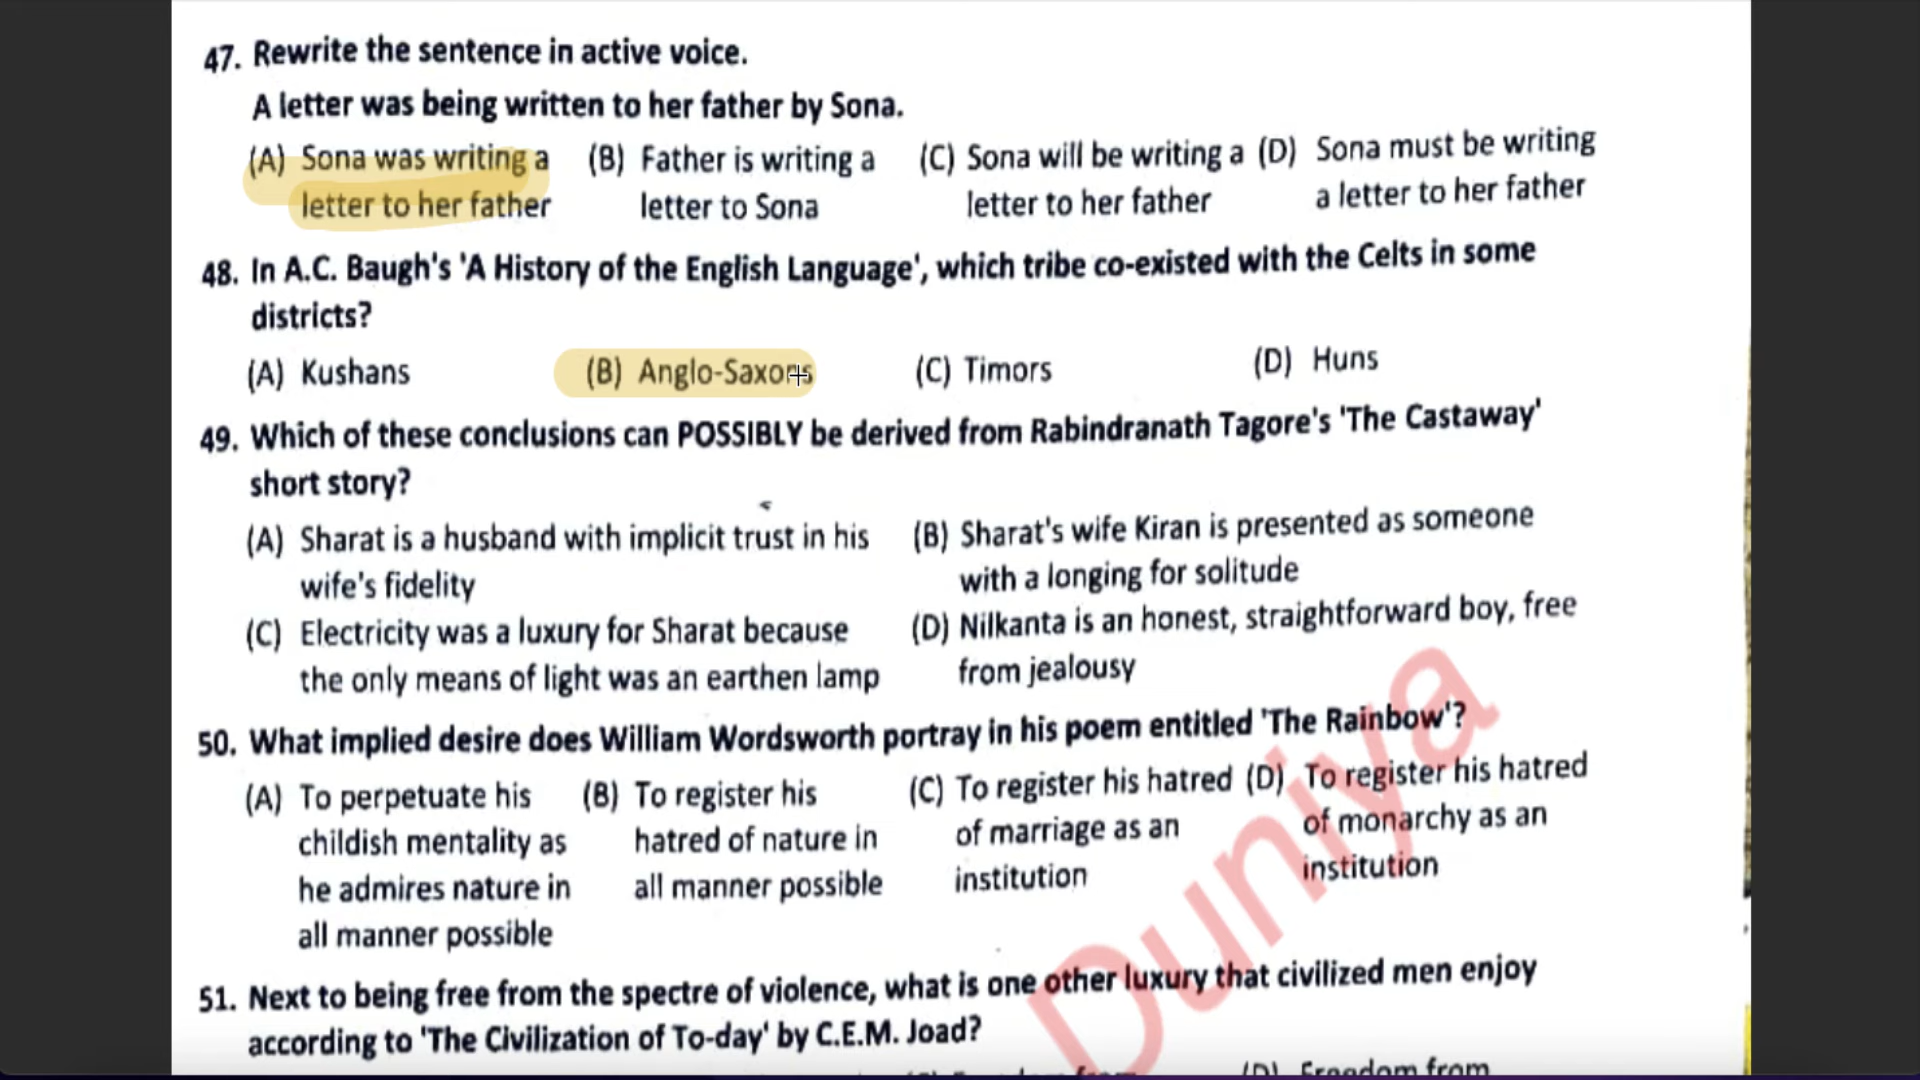 47. Rewrite the sentence in active voice.
A letter was being written to her father by Sona.
(A) Sona was writing a (B) Father is writing a (C) Sona will be writing a (D) Sona must be writing
letter to her father letter to Sona letter to her father a letter to her father
48. In A.C. Baugh's 'A History of the English Language', which tribe co-existed with the Celts in some
districts?
(A) Kushans (B) Anglo-Saxons (C) Timors (D) Huns
49. Which of these conclusions can POSSIBLY be derived from Rabindranath Tagore's 'The Castaway'
short story?
(A) Sharat is a husband with implicit trust in his
wife's fidelity
(B) Sharat's wife Kiran is presented as someone
with a longing for solitude
(C) Electricity was a luxury for Sharat because
the only means of light was an earthen lamp
(D) Nilkanta is an honest, straightforward boy, free
from jealousy
50. What implied desire does William Wordsworth portray in his poem entitled 'The Rainbow'?
(A) To perpetuate his
childish mentality as
he admires nature in
all manner possible
(B) To register his
hatred of nature in
all manner possible
(C) To register his hatred
of marriage as an
institution
(D) To register his hatred
of monarchy as an
institution
51. Next to being free from the spectre of violence, what is one other luxury that civilized men enjoy
according to 'The Civilization of To-day' by C.E.M. Joad?
(D) Freedom from
Duniya